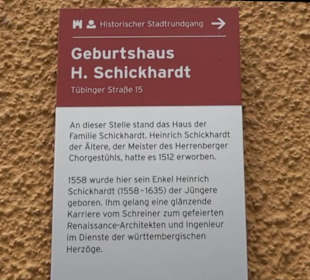 Historischer Stadtrundgang
Geburtshaus
H. Schickhardt
Tübinger Straße 15
An dieser Stelle stand das Haus der
Familie Schickhardt. Heinrich Schickhardt
der Ältere, der Meister des Herrenberger
Chorgestühls, hatte es 1512 erworben.
1558 wurde hier sein Enkel Heinrich
Schickhardt (1558–1635) der Jüngere
geboren. Ihm gelang eine glänzende
Karriere vom Schreiner zum gefeierten
Renaissance-Architekten und Ingenieur
im Dienste der württembergischen
Herzöge.